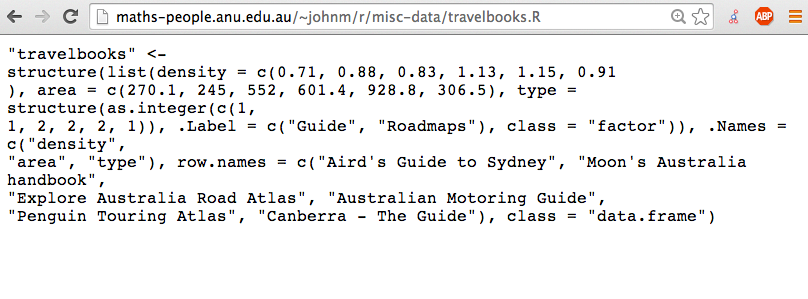 maths-people.anu.edu.au/~johnm/r/misc-data/travelbooks.R
ABP
"travelbooks" <-
structure(list(density = c(0.71, 0.88, 0.83, 1.13, 1.15, 0.91
), area = c(270.1, 245, 552, 601.4, 928.8, 306.5), type =
structure(as.integer(c(1,
1, 2, 2, 2, 1)), .Label = c("Guide", "Roadmaps"), class = "factor")), .Names =
c("density",
"area", "type"), row.names = c("Aird's Guide to Sydney", "Moon's Australia
handbook",
"Explore Australia Road Atlas", "Australian Motoring Guide",
"Penguin Touring Atlas", "Canberra - The Guide"), class = "data.frame")